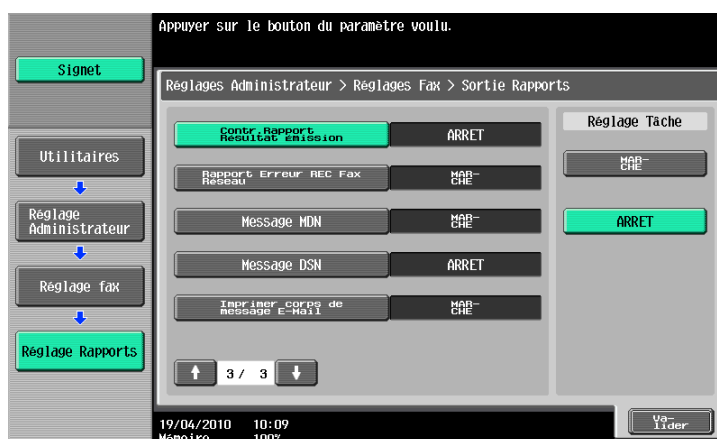 Appuyer sur le bouton du paramètre voulu.
Signet
Réglages Administrateur > Réglages Fax > Sortie Rapports
Utilitaires
Réglage
Administrateur
Réglage fax
Réglage Rapports
Contr.Rapport
Résultat émission
ARRET
Rapport Erreur REC Fax
Réseau
MAR-
CHE
Message MDN
MAR-
CHE
Message DSN
ARRET
Imprimer corps de
message E-Mail
MAR-
CHE
3/ 3
Réglage Tâche
MAR-
CHE
ARRET
19/04/2010 10:09
Mémoire 100%
Va-
lider